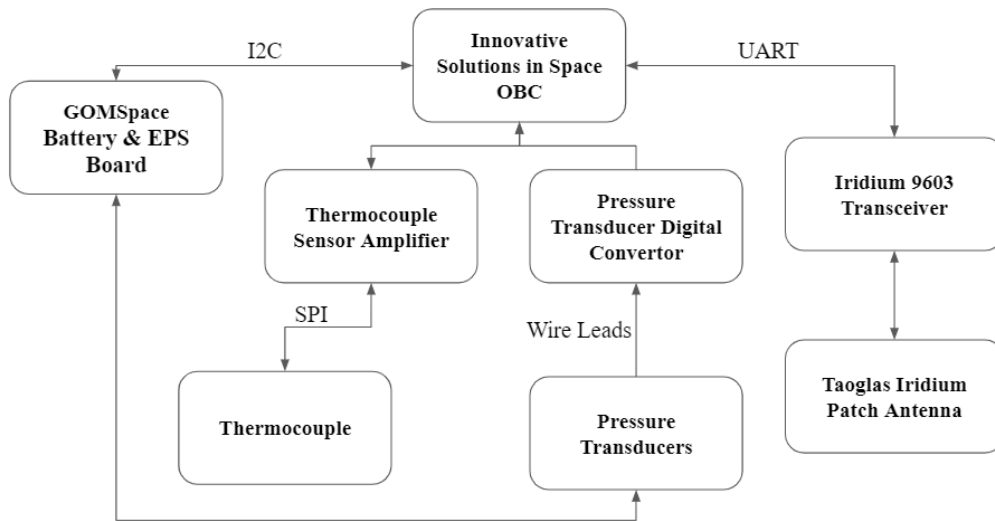 I2C
Innovative
Solutions in Space
OBC
UART
GOMSpace
Battery & EPS
Board
Thermocouple
Sensor Amplifier
Pressure
Transducer Digital
Convertor
Iridium 9603
Transceiver
SPI
Wire Leads
Thermocouple
Pressure
Transducers
Taoglas Iridium
Patch Antenna